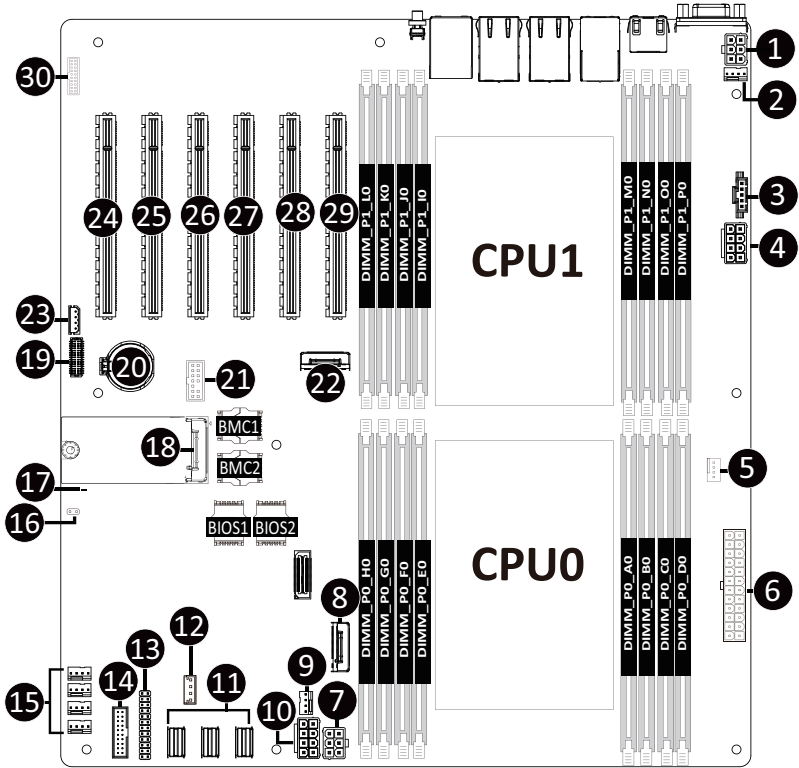 1
30
2
DIMM_P1_L0
DIMM_P1_K0
DIMM_P1_J0
DIMM_P1_I0
DIMM_P1_M0
DIMM_P1_N0
DIMM_P1_O0
DIMM_P1_P0
3
24
25
26
27
28
29
CPU1
4
23
19
20
21
22
BMC1
18
BMC2
5
17
16
BIOS1
BIOS2
DIMM_P0_H0
DIMM_P0_G0
DIMM_P0_F0
DIMM_P0_E0
CPU0
DIMM_P0_A0
DIMM_P0_B0
DIMM_P0_C0
DIMM_P0_D0
6
8
12
13
14
11
9
15
10
7